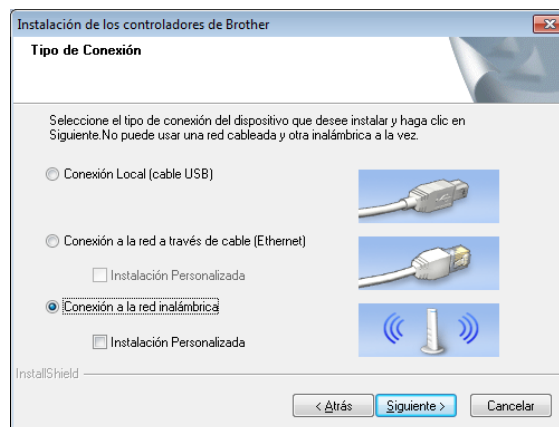 Instalación de los controladores de Brother
Tipo de Conexión
Seleccione el tipo de conexión del dispositivo que desee instalar y haga clic en
Siguiente.No puede usar una red cableada y otra inalámbrica a la vez.
Conexión Local (cable USB)
Conexión a la red a través de cable (Ethernet)
Instalación Personalizada
Conexión a la red inalámbrica
Instalación Personalizada
InstallShield
< Atrás
Siguiente >
Cancelar